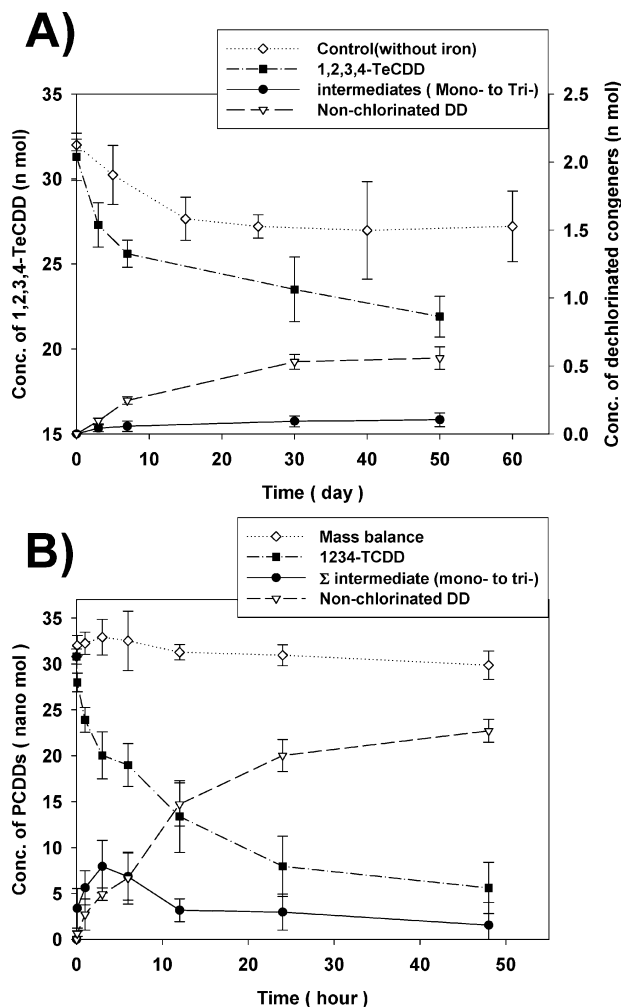 A)
Control(without iron)
1,2,3,4-TeCDD
intermediates ( Mono- to Tri-)
Non-chlorinated DD
Conc. of 1,2,3,4-TeCDD (n mol)
35
30
25
20
15
2.5
2.0
1.5
1.0
0.5
0.0
Conc. of dechlorinated congeners (n mol)
0 10 20 30 40 50 60
Time ( day )
B)
Mass balance
1234-TCDD
Σ intermediate (mono- to tri-)
Non-chlorinated DD
Conc. of PCDDs ( nano mol )
35
30
25
20
15
10
5
0
0 10 20 30 40 50
Time ( hour )